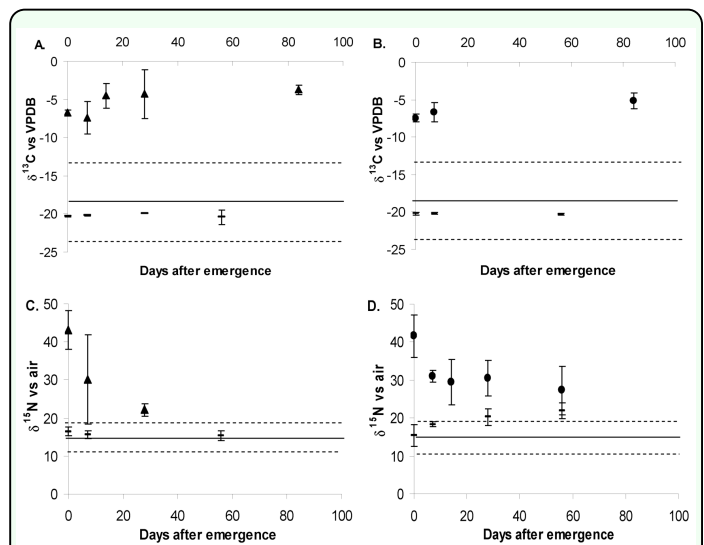 A.
0 20 40 60 80 100
0
-5
-10
-15
-20
-25
δ13C vs VPDB
Days after emergence
B.
0 20 40 60 80 100
0
-5
-10
-15
-20
-25
δ13C vs VPDB
Days after emergence
C.
50
40
30
20
10
0
δ15N vs air
0 20 40 60 80 100
Days after emergence
D.
50
40
30
20
10
0
δ15N vs air
0 20 40 60 80 100
Days after emergence